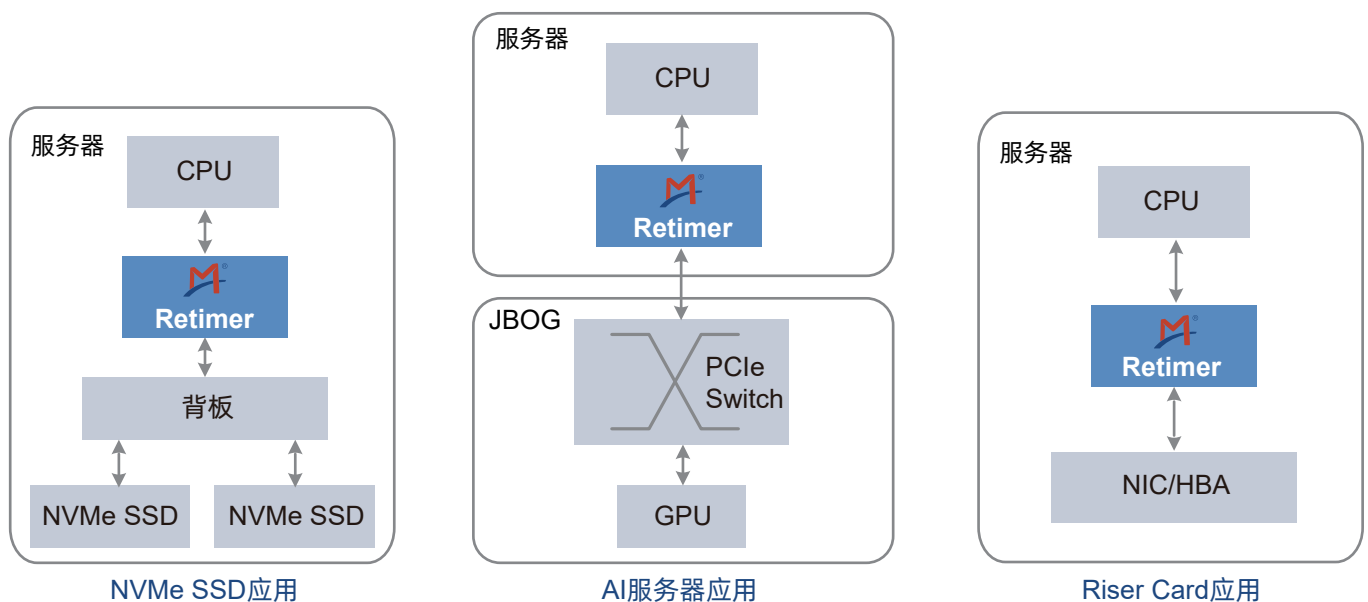 服务器
CPU
Retimer
背板
NVMe SSD
NVMe SSD
NVMe SSD应用
服务器
CPU
Retimer
JBOG
PCIe
Switch
GPU
AI服务器应用
服务器
CPU
Retimer
NIC/HBA
Riser Card应用